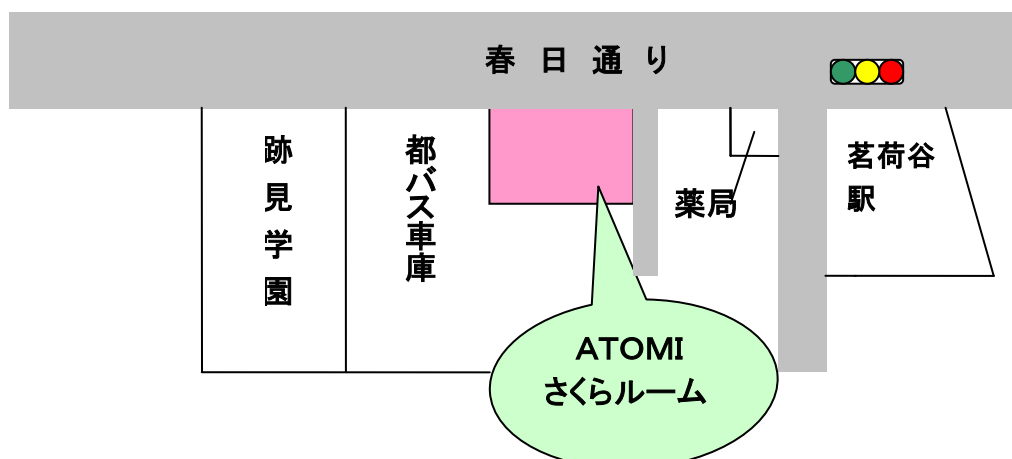 春日通り
跡見学園
都バス車庫
薬局
茗荷谷
駅
ATOMI
さくらルーム